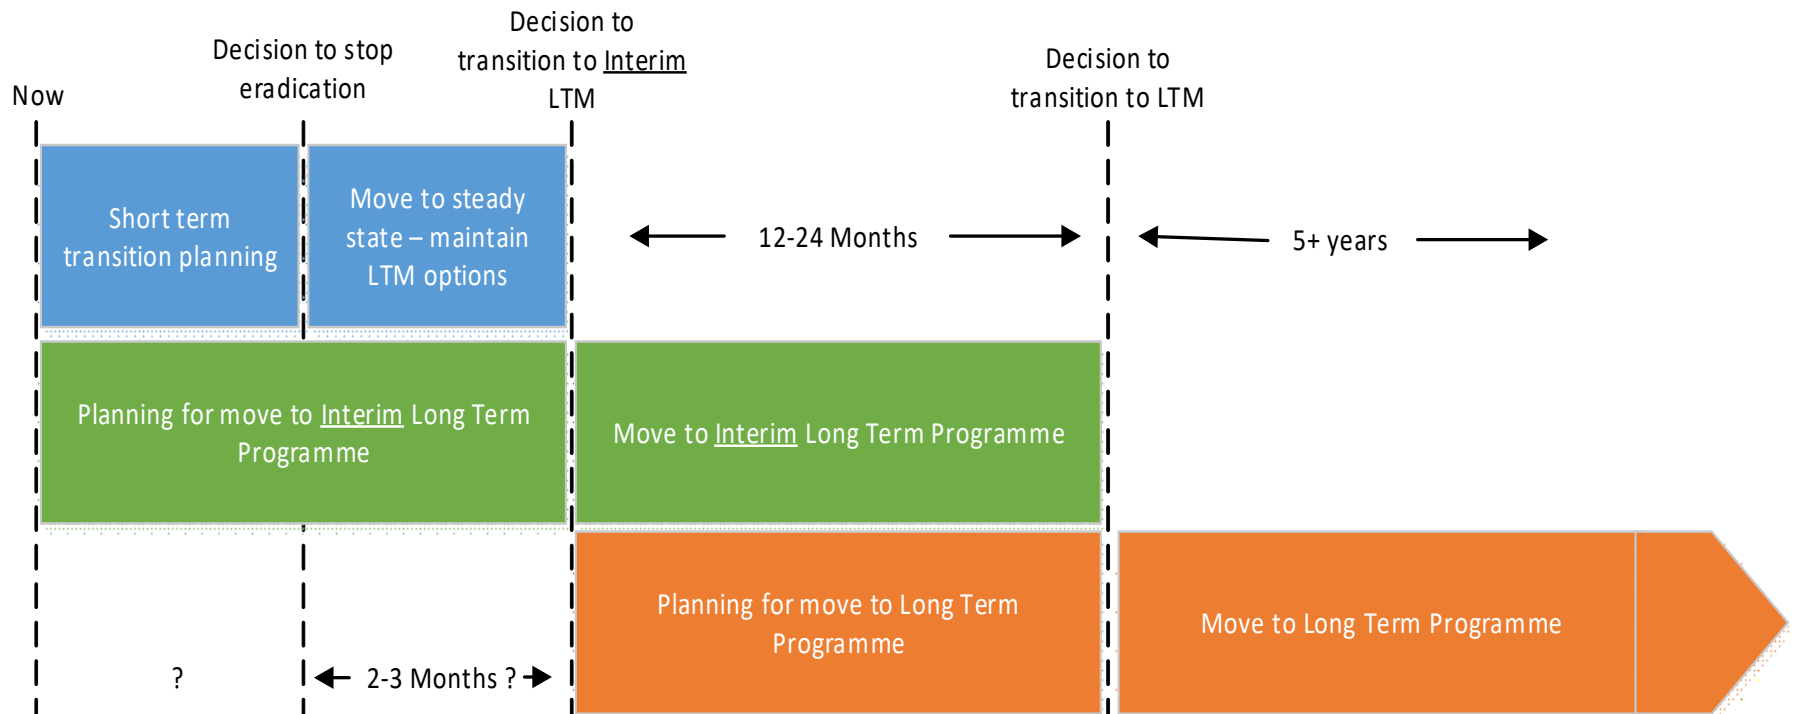 Now
Decision to stop
eradication
Decision to
transition to Interim
LTM
Decision to
transition to LTM
Short term
transition planning
Move to steady
state – maintain
LTM options
12-24 Months
5+ years
Planning for move to Interim Long Term
Programme
Move to Interim Long Term Programme
Planning for move to Long Term
Programme
Move to Long Term Programme
?
2-3 Months ?